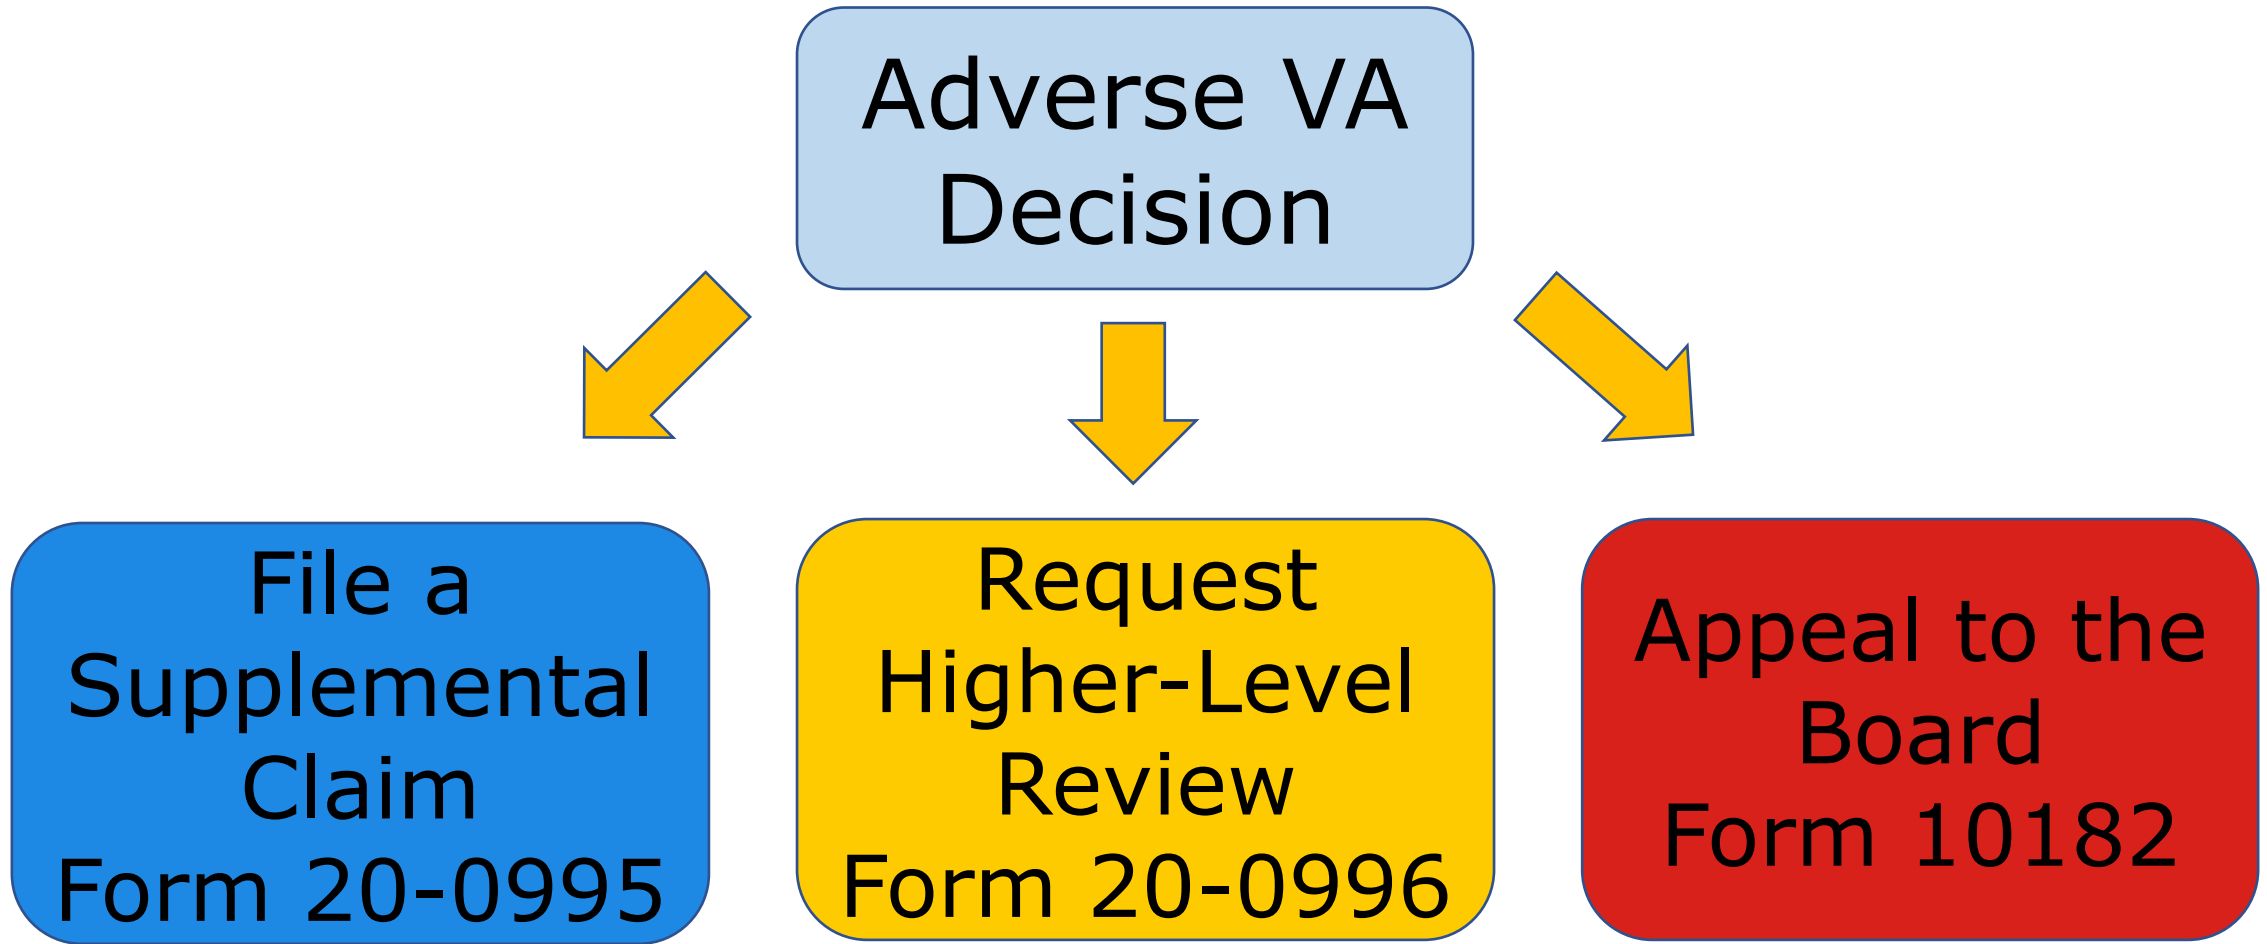 Adverse VA
Decision
File a
Supplemental
Claim
Form 20-0995
Request
Higher-Level
Review
Form 20-0996
Appeal to the
Board
Form 10182